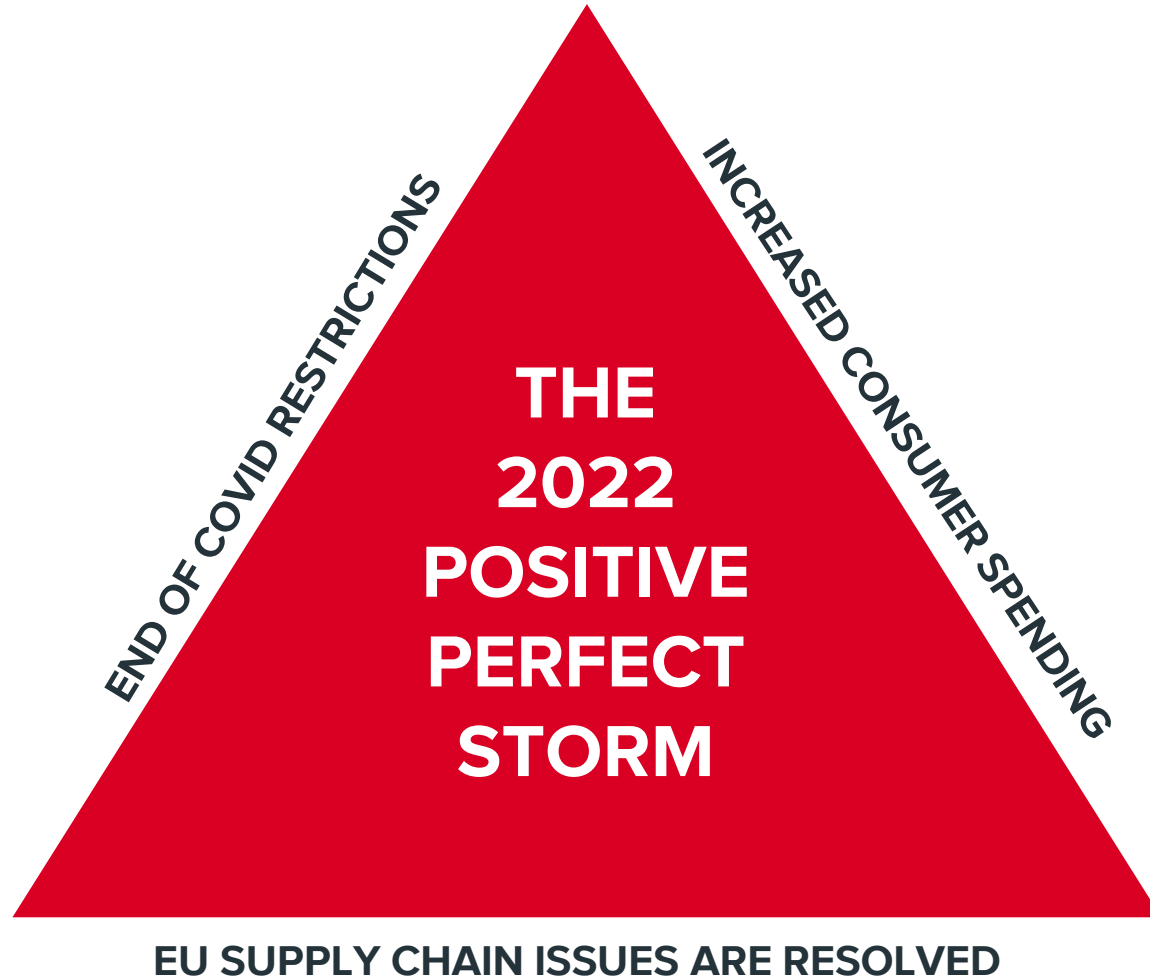 END OF COVID RESTRICTIONS
INCREASED CONSUMER SPENDING
THE
2022
POSITIVE
PERFECT
STORM
EU SUPPLY CHAIN ISSUES ARE RESOLVED